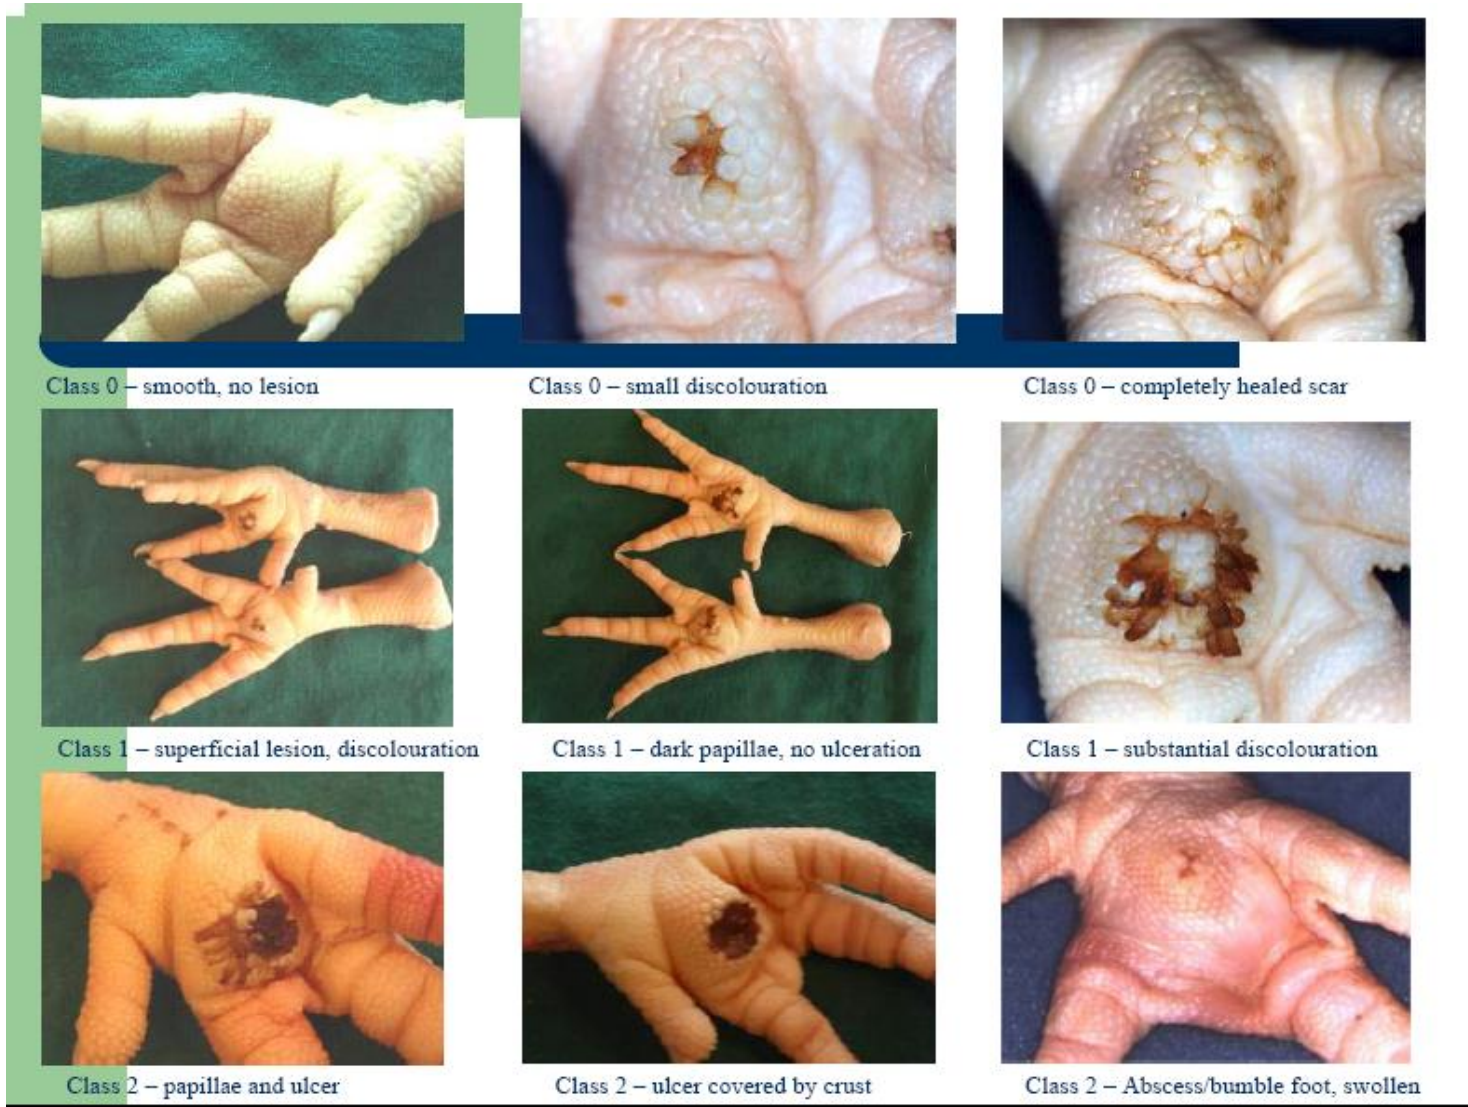 Class 0 – smooth, no lesion
Class 0 – small discolouration
Class 0 – completely healed scar
Class 1 – superficial lesion, discolouration
Class 1 – dark papillae, no ulceration
Class 1 – substantial discolouration
Class 2 – papillae and ulcer
Class 2 – ulcer covered by crust
Class 2 – Abscess/bumble foot, swollen